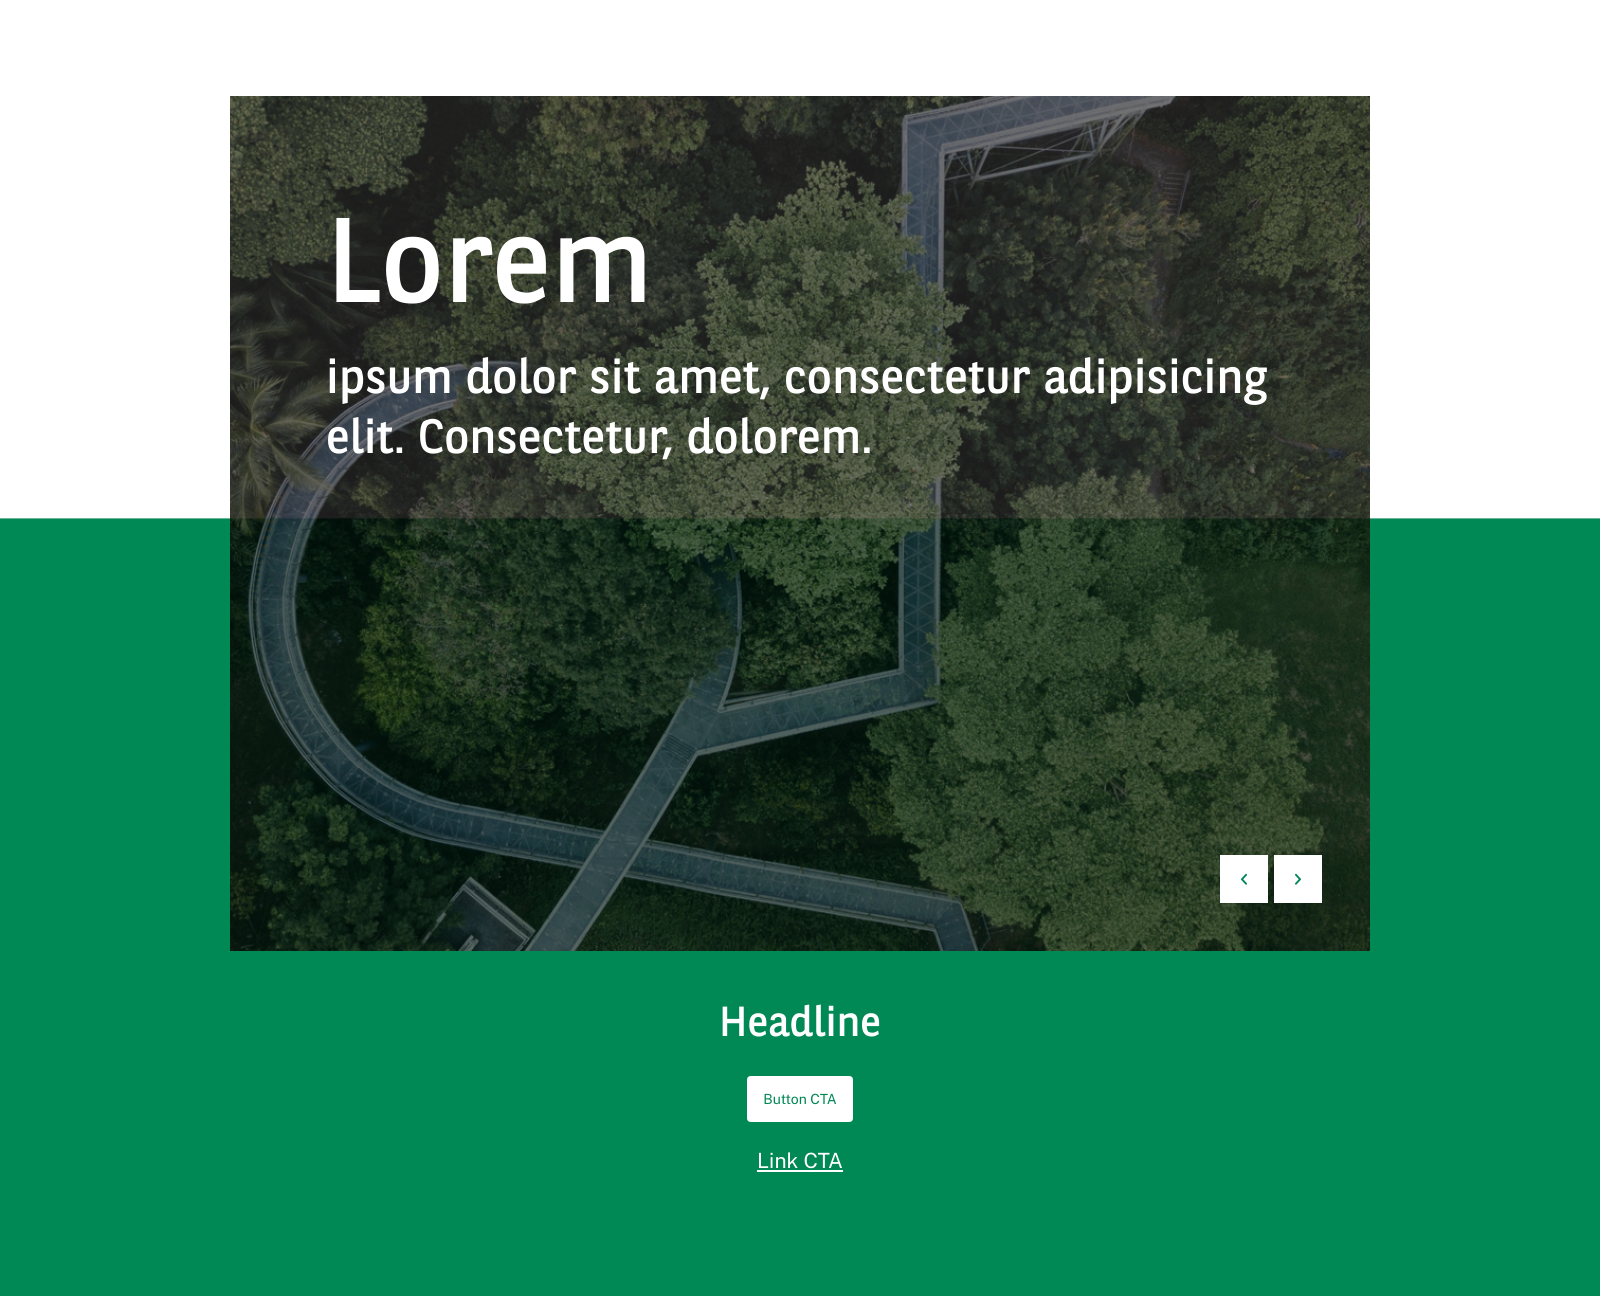 Lorem
ipsum dolor sit amet, consectetur adipisicing
elit. Consectetur, dolorem.
Headline
Button CTA
Link CTA